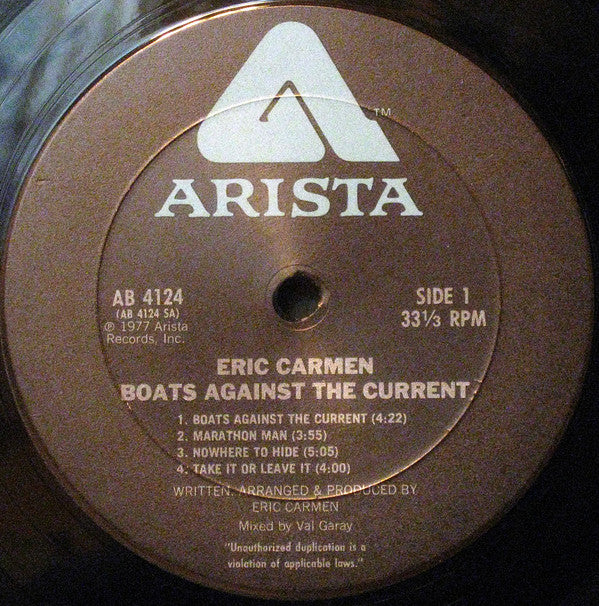 ™
ARISTA
AB 4124
(AB 4124 SA)
℗ 1977 Arista
Records, Inc.
SIDE 1
33⅓ RPM
ERIC CARMEN
BOATS AGAINST THE CURRENT
1. BOATS AGAINST THE CURRENT (4:22)
2. MARATHON MAN (3:55)
3. NOWHERE TO HIDE (5:05)
4. TAKE IT OR LEAVE IT (4:00)
WRITTEN, ARRANGED & PRODUCED BY
ERIC CARMEN
Mixed by Val Garay
"Unauthorized duplication is a
violation of applicable laws."